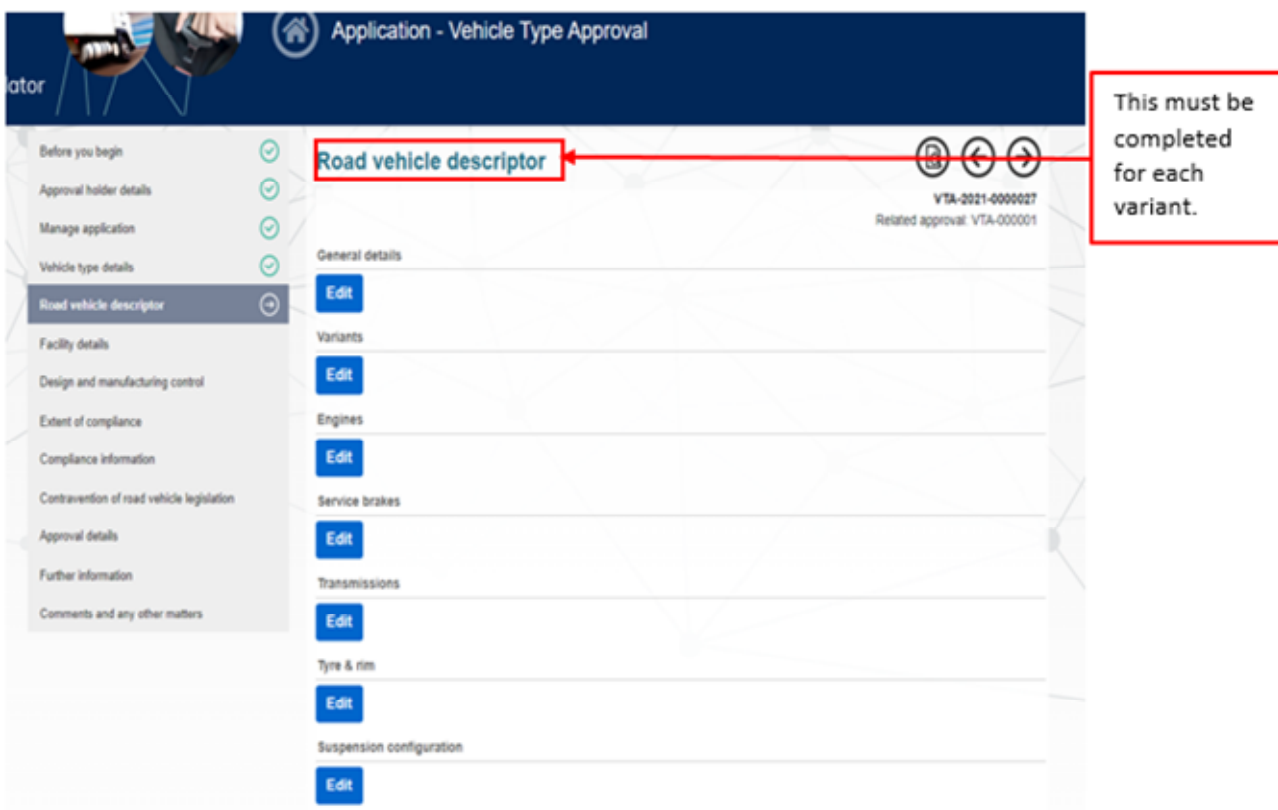 Application - Vehicle Type Approval
ator
This must be
completed
for each
variant.
Before you begin
Approval holder details
Manage application
Vehicle type details
Road vehicle descriptor
Facility details
Design and manufacturing control
Extent of compliance
Compliance information
Contravention of road vehicle legislation
Approval details
Further information
Comments and any other matters
Road vehicle descriptor
VTA-2021-0000027
Related approval: VTA-000001
General details
Edit
Variants
Edit
Engines
Edit
Service brakes
Edit
Transmissions
Edit
Tyre & rim
Edit
Suspension configuration
Edit